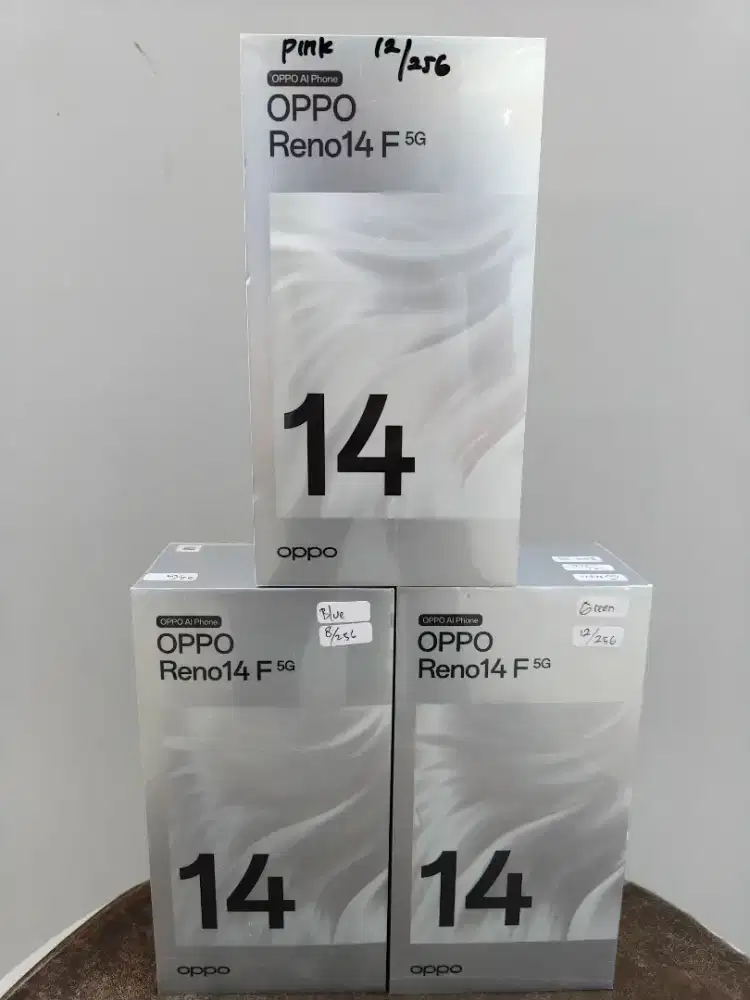 Pink 12/256
OPPO AI Phone
OPPO
Reno14 F 5G
14
oppo
OPPO AI Phone
OPPO
Reno14 F 5G
Blue
8/256
14
oppo
OPPO AI Phone
OPPO
Reno14 F 5G
Green
12/256
14
oppo